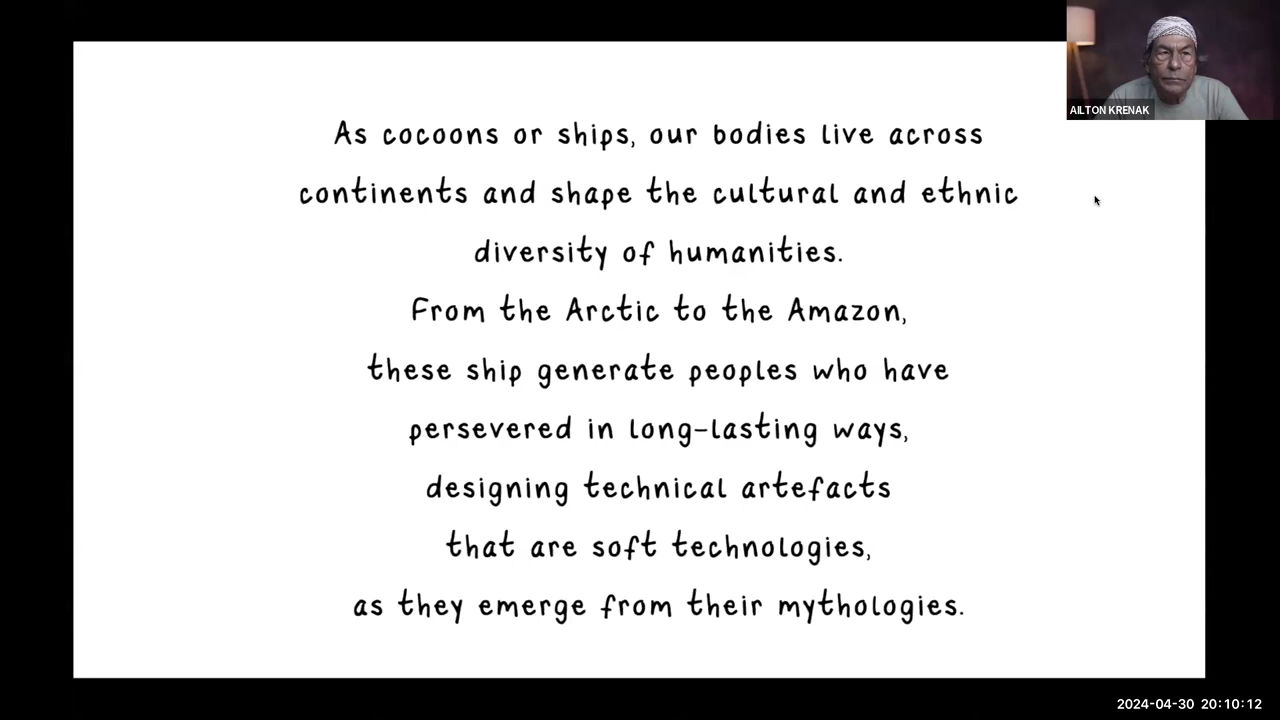 As cocoons or ships, our bodies live across
continents and shape the cultural and ethnic
diversity of humanities.
From the Arctic to the Amazon,
these ship generate peoples who have
persevered in long-lasting ways,
designing technical artefacts
that are soft technologies,
as they emerge from their mythologies.
AILTON KRENAK
2024-04-30 20:10:12